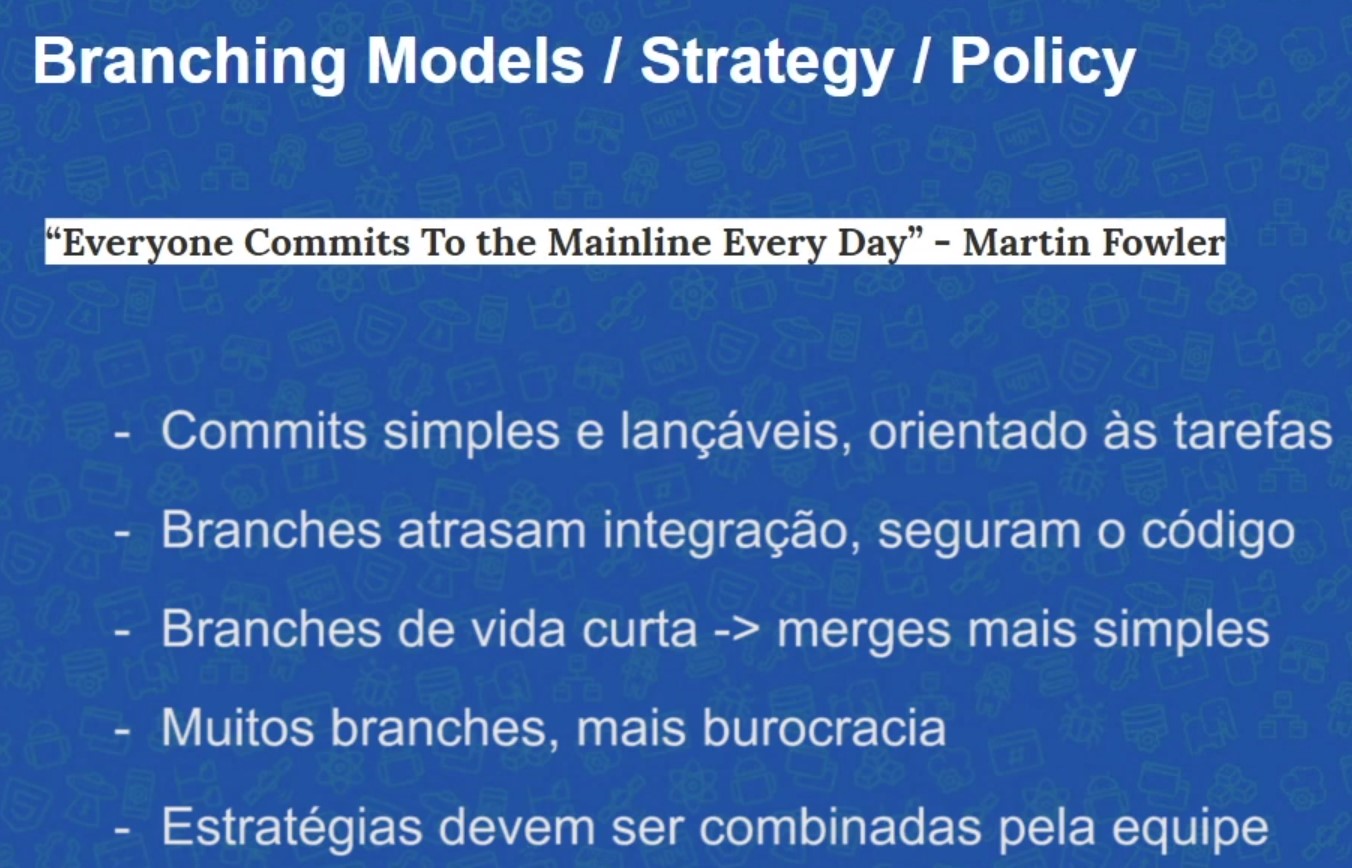 Branching Models / Strategy / Policy
“Everyone Commits To the Mainline Every Day” - Martin Fowler
- Commits simples e lançáveis, orientado às tarefas
- Branches atrasam integração, seguram o código
- Branches de vida curta -> merges mais simples
- Muitos branches, mais burocracia
- Estratégias devem ser combinadas pela equipe